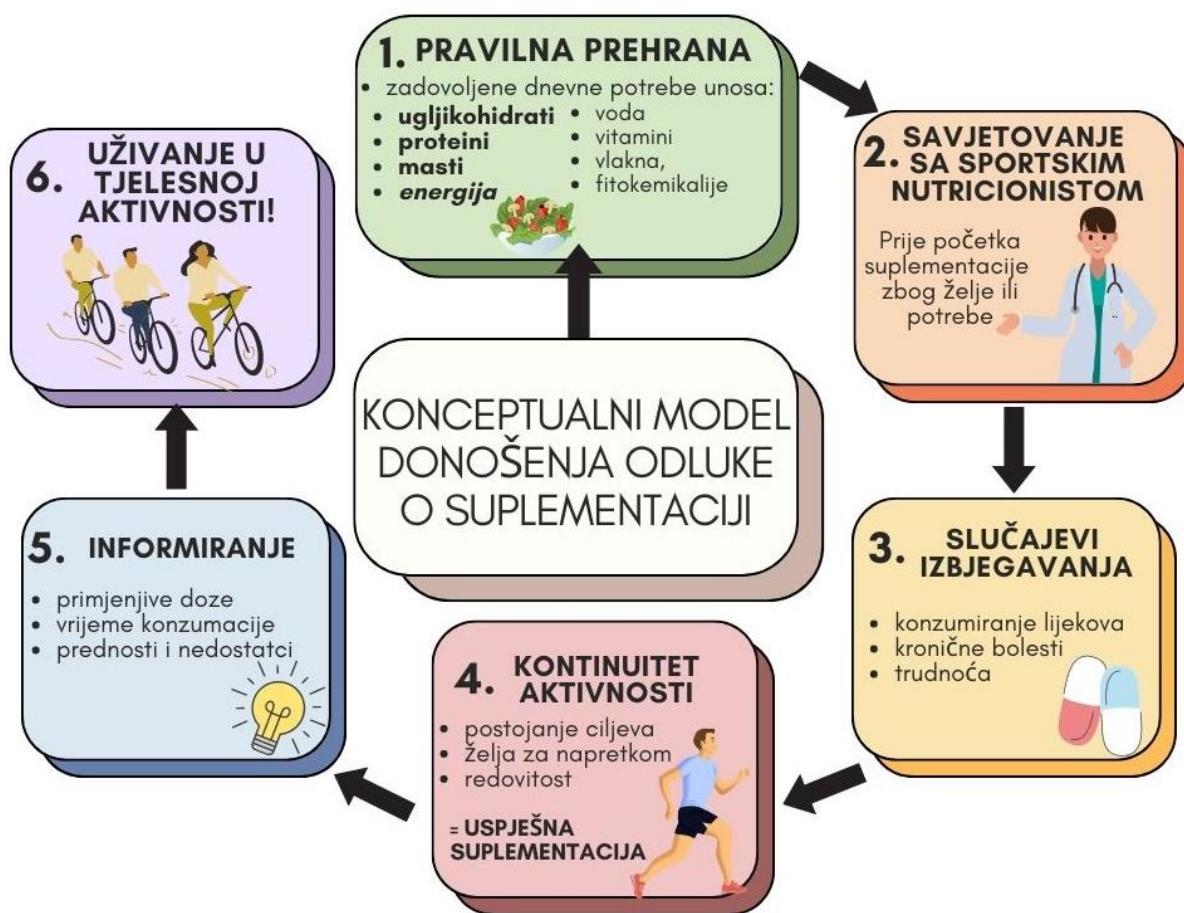 KONCEPTUALNI MODEL
DONOŠENJA ODLUKE
O SUPLEMENTACIJI
1. PRAVILNA PREHRANA
• zadovoljene dnevne potrebe unosa:
• ugljikohidrati
• proteini
• masti
• energija
• voda
• vitamini
• vlakna,
• fitokemikalije
2. SAVJETOVANJE
SA SPORTSKIM
NUTRICIONISTOM
Prije početka
suplementacije
zbog želje ili
potrebe
3. SLUČAJEVI
IZBJEGAVANJA
• konzumiranje lijekova
• kronične bolesti
• trudnoća
4. KONTINUITET
AKTIVNOSTI
• postojanje ciljeva
• želja za napretkom
• redovitost
= USPJEŠNA
SUPLEMENTACIJA
5. INFORMIRANJE
• primjenjive doze
• vrijeme konzumacije
• prednosti i nedostatci
6. UŽIVANJE U
TJELESNOJ
AKTIVNOSTI!